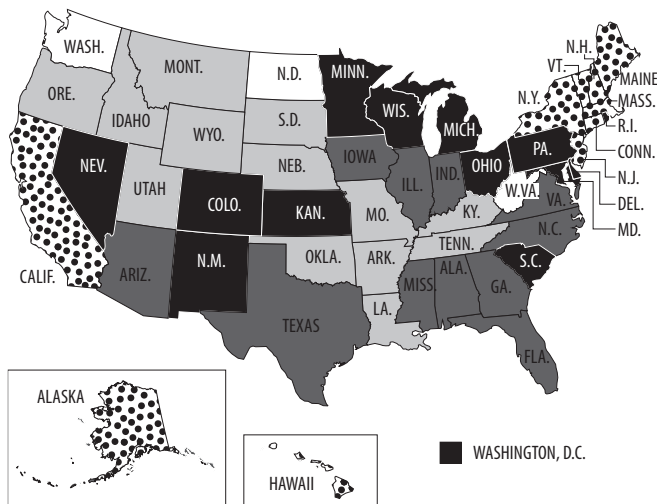 WASH.
MONT.
N.D.
MINN.
N.H.
VT.
MAINE
ORE.
IDAHO
WYO.
S.D.
WIS.
MICH
N.Y.
MASS.
R.I.
CONN.
NEV.
UTAH
COLO.
NEB.
IOWA
ILL.
IND.
OHIO
PA.
N.J.
DEL.
MD.
W.VA.
VA.
KAN.
MO.
KY.
N.C.
CALIF.
ARIZ.
N.M.
OKLA.
ARK.
TENN.
S.C.
TEXAS
LA.
MISS.
ALA.
GA.
FLA.
ALASKA
HAWAII
WASHINGTON, D.C.